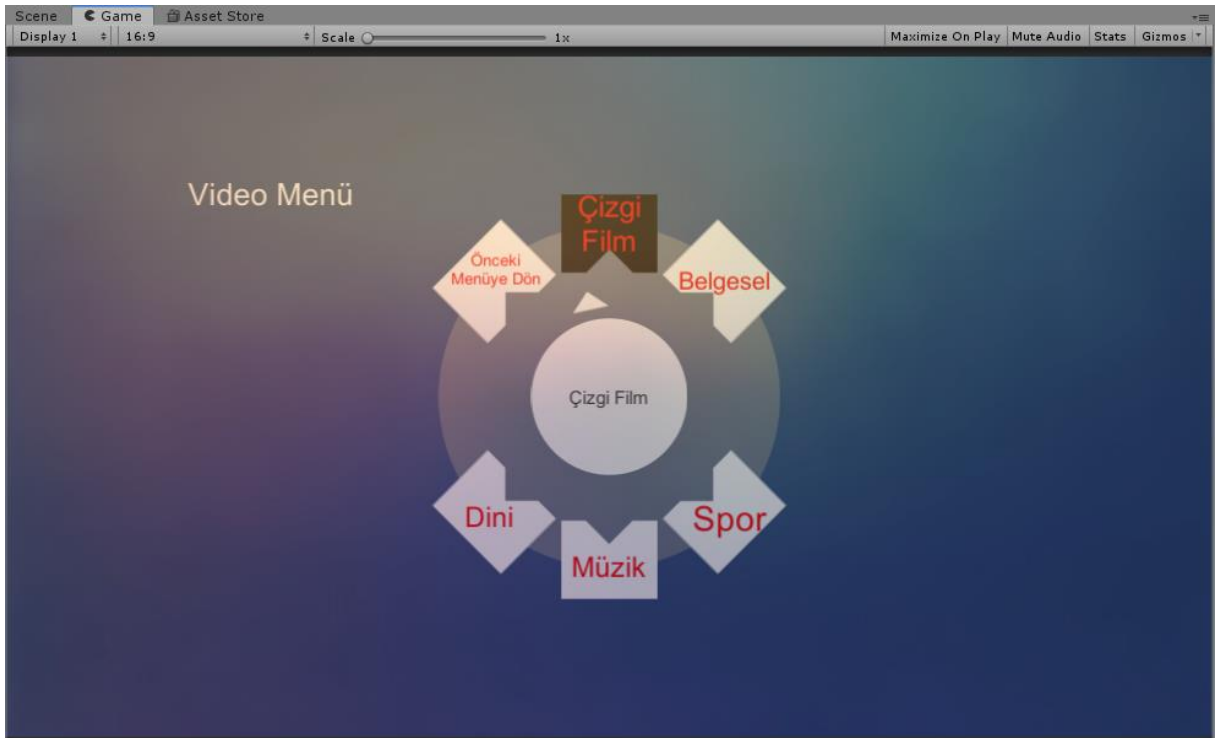 Scene Game Asset Store
Display 1 16:9 Scale 1x Maximize On Play Mute Audio Stats Gizmos
Video Menü
Çizgi
Film
Önceki
Menüye Dön
Belgesel
Çizgi Film
Dini
Spor
Müzik